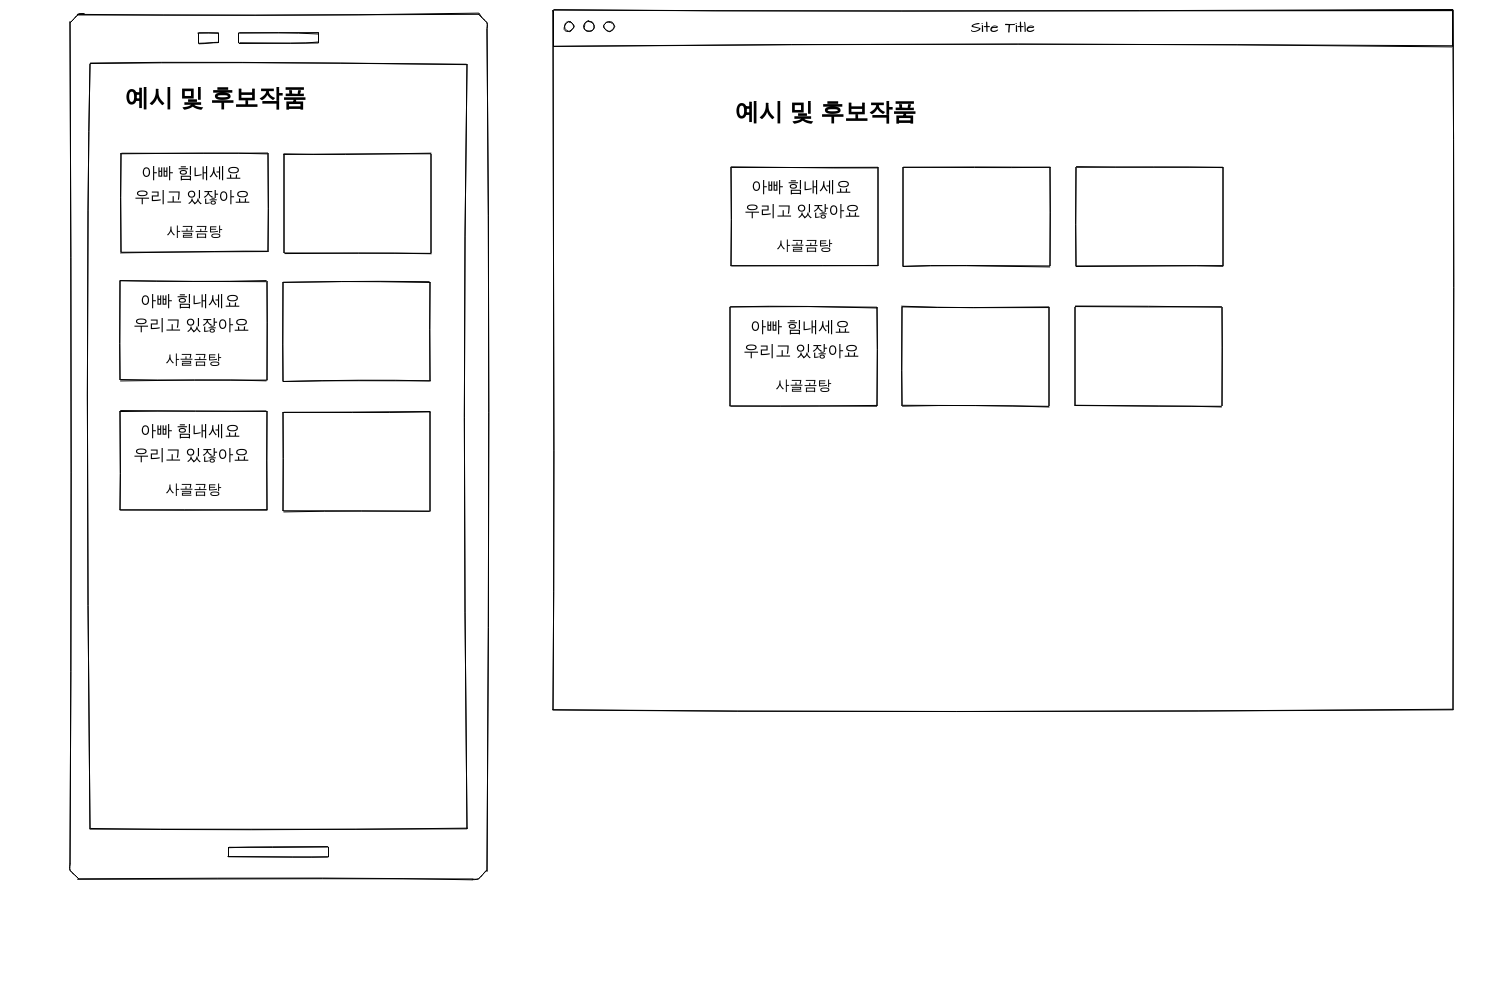 예시 및 후보작품
아빠 힘내세요
우리고 있잖아요
사골곰탕
아빠 힘내세요
우리고 있잖아요
사골곰탕
아빠 힘내세요
우리고 있잖아요
사골곰탕
Site Title
예시 및 후보작품
아빠 힘내세요
우리고 있잖아요
사골곰탕
아빠 힘내세요
우리고 있잖아요
사골곰탕